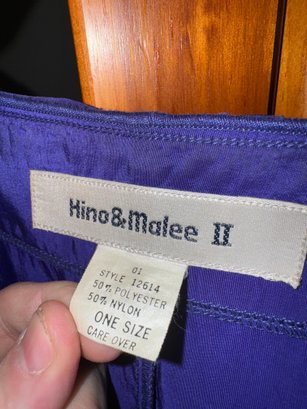 Hino&Malee II
01
STYLE 12614
50% POLYESTER
50% NYLON
ONE SIZE
CARE OVER